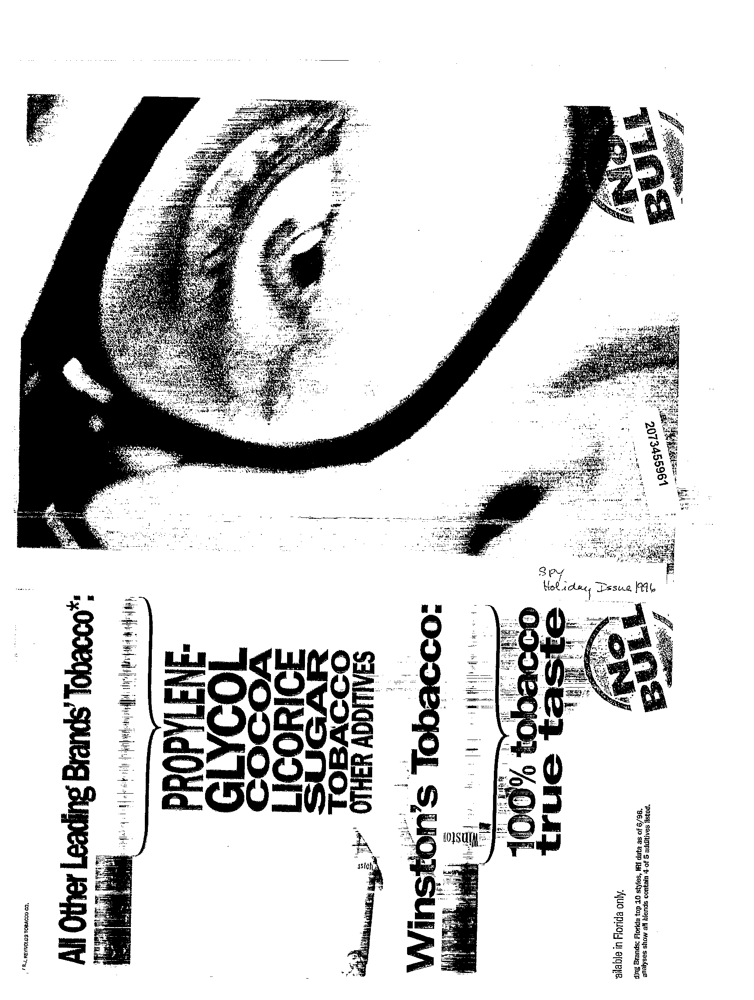 R.J. REYNOLDS TOBACCO CO.
All Other Leading Brands' Tobacco*:
PROPYLENE-
GLYCOL
COCOA
LICORICE
SUGAR
TOBACCO
OTHER ADDITIVES
Winston's Tobacco:
Winston
100% tobacco
true taste
No
BULL
ailable in Florida only.
ding Brands: Florida top 10 styles, data as of 6/96.
analyses show all blends contain 4 of 5 additives listed.
Spy
Holiday Issue 1996
2073455961
No
BULL